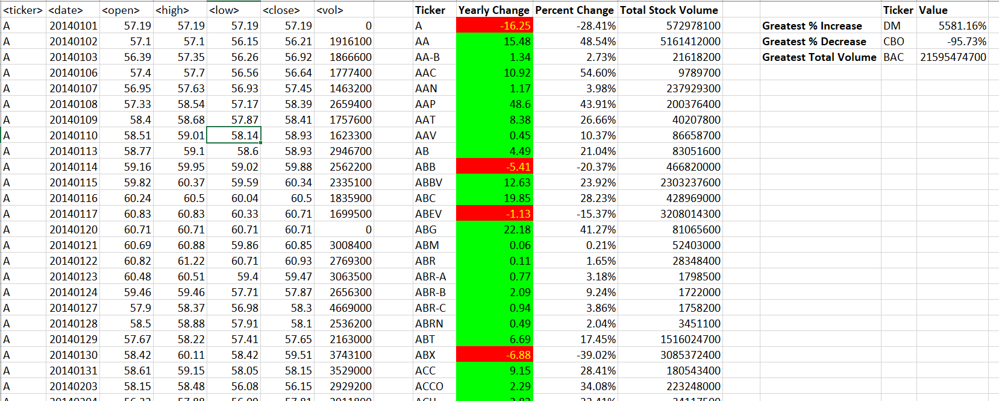 <ticker> <date> <open> <high> <low> <close> <vol> Ticker Yearly Change Percent Change Total Stock Volume Ticker Value
A 20140101 57.19 57.19 57.19 57.19 0 A -16.25 -28.41% 572978100 Greatest % Increase DM 5581.16%
A 20140102 57.1 57.1 56.15 56.21 1916100 AA 15.48 48.54% 5161412000 Greatest % Decrease CBO -95.73%
A 20140103 56.39 57.35 56.26 56.92 1866600 AA-B 1.34 2.73% 21618200 Greatest Total Volume BAC 21595474700
A 20140106 57.4 57.7 56.56 56.64 1777400 AAC 10.92 54.60% 9789700
A 20140107 56.95 57.63 56.93 57.45 1463200 AAN 1.17 3.98% 237929300
A 20140108 57.33 58.54 57.17 58.39 2659400 AAP 48.6 43.91% 200376400
A 20140109 58.4 58.68 57.87 58.41 1757600 AAT 8.38 26.66% 40207800
A 20140110 58.51 59.01 58.14 58.93 1623300 AAV 0.45 10.37% 86658700
A 20140113 58.77 59.1 58.6 58.93 2946700 AB 4.49 21.04% 83051600
A 20140114 59.16 59.95 59.02 59.88 2562200 ABB -5.41 -20.37% 466820000
A 20140115 59.82 60.37 59.59 60.34 2335100 ABBV 12.63 23.92% 2303237600
A 20140116 60.24 60.5 60.04 60.5 1835900 ABC 19.85 28.23% 428969000
A 20140117 60.83 60.83 60.33 60.71 1699500 ABEV -1.13 -15.37% 3208014300
A 20140120 60.71 60.71 60.71 60.71 0 ABG 22.18 41.27% 81065600
A 20140121 60.69 60.88 59.86 60.85 3008400 ABM 0.06 0.21% 52403000
A 20140122 60.82 61.22 60.71 60.93 2769300 ABR 0.11 1.65% 28348400
A 20140123 60.48 60.51 59.4 59.47 3063500 ABR-A 0.77 3.18% 1798500
A 20140124 59.46 59.46 57.71 57.87 2656300 ABR-B 2.09 9.24% 1722000
A 20140127 57.9 58.37 56.98 58.3 4669000 ABR-C 0.94 3.86% 1758200
A 20140128 58.5 58.88 57.91 58.1 2536200 ABRN 0.49 2.04% 3451100
A 20140129 57.67 58.22 57.41 57.65 2163000 ABT 6.69 17.45% 1516024700
A 20140130 58.42 60.11 58.42 59.51 3743100 ABX -6.88 -39.02% 3085372400
A 20140131 58.61 59.15 58.05 58.15 3529000 ACC 9.15 28.41% 180543400
A 20140203 58.15 58.48 56.08 56.15 2929200 ACCO 2.29 34.08% 223248000